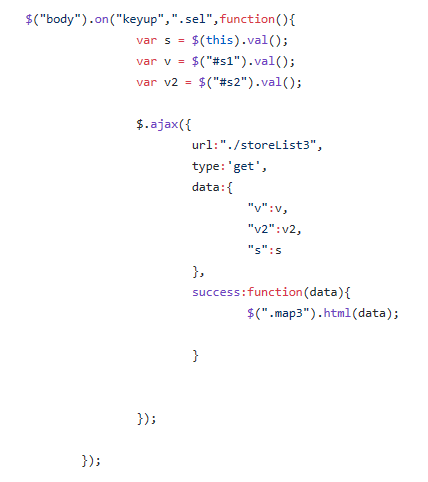 $("body").on("keyup",".sel",function(){
var s = $(this).val();
var v = $("#s1").val();
var v2 = $("#s2").val();
$.ajax({
url:"./storeList3",
type:'get',
data:{
"v":v,
"v2":v2,
"s":s
},
success:function(data){
$(".map3").html(data);
}
});
});